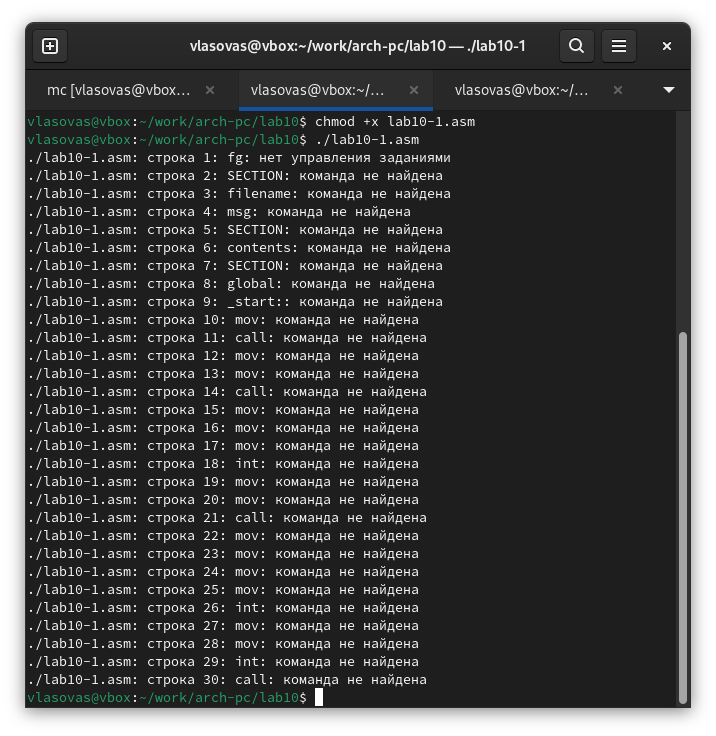 vlasovas@vbox:~/work/arch-pc/lab10 — ./lab10-1
mc [vlasovas@vbox... vlasovas@vbox:~/... vlasovas@vbox:~/...
vlasovas@vbox:~/work/arch-pc/lab10$ chmod +x lab10-1.asm
vlasovas@vbox:~/work/arch-pc/lab10$ ./lab10-1.asm
./lab10-1.asm: строка 1: fg: нет управления заданиями
./lab10-1.asm: строка 2: SECTION: команда не найдена
./lab10-1.asm: строка 3: filename: команда не найдена
./lab10-1.asm: строка 4: msg: команда не найдена
./lab10-1.asm: строка 5: SECTION: команда не найдена
./lab10-1.asm: строка 6: contents: команда не найдена
./lab10-1.asm: строка 7: SECTION: команда не найдена
./lab10-1.asm: строка 8: global: команда не найдена
./lab10-1.asm: строка 9: _start:: команда не найдена
./lab10-1.asm: строка 10: mov: команда не найдена
./lab10-1.asm: строка 11: call: команда не найдена
./lab10-1.asm: строка 12: mov: команда не найдена
./lab10-1.asm: строка 13: mov: команда не найдена
./lab10-1.asm: строка 14: call: команда не найдена
./lab10-1.asm: строка 15: mov: команда не найдена
./lab10-1.asm: строка 16: mov: команда не найдена
./lab10-1.asm: строка 17: mov: команда не найдена
./lab10-1.asm: строка 18: int: команда не найдена
./lab10-1.asm: строка 19: mov: команда не найдена
./lab10-1.asm: строка 20: mov: команда не найдена
./lab10-1.asm: строка 21: call: команда не найдена
./lab10-1.asm: строка 22: mov: команда не найдена
./lab10-1.asm: строка 23: mov: команда не найдена
./lab10-1.asm: строка 24: mov: команда не найдена
./lab10-1.asm: строка 25: mov: команда не найдена
./lab10-1.asm: строка 26: int: команда не найдена
./lab10-1.asm: строка 27: mov: команда не найдена
./lab10-1.asm: строка 28: mov: команда не найдена
./lab10-1.asm: строка 29: int: команда не найдена
./lab10-1.asm: строка 30: call: команда не найдена
vlasovas@vbox:~/work/arch-pc/lab10$